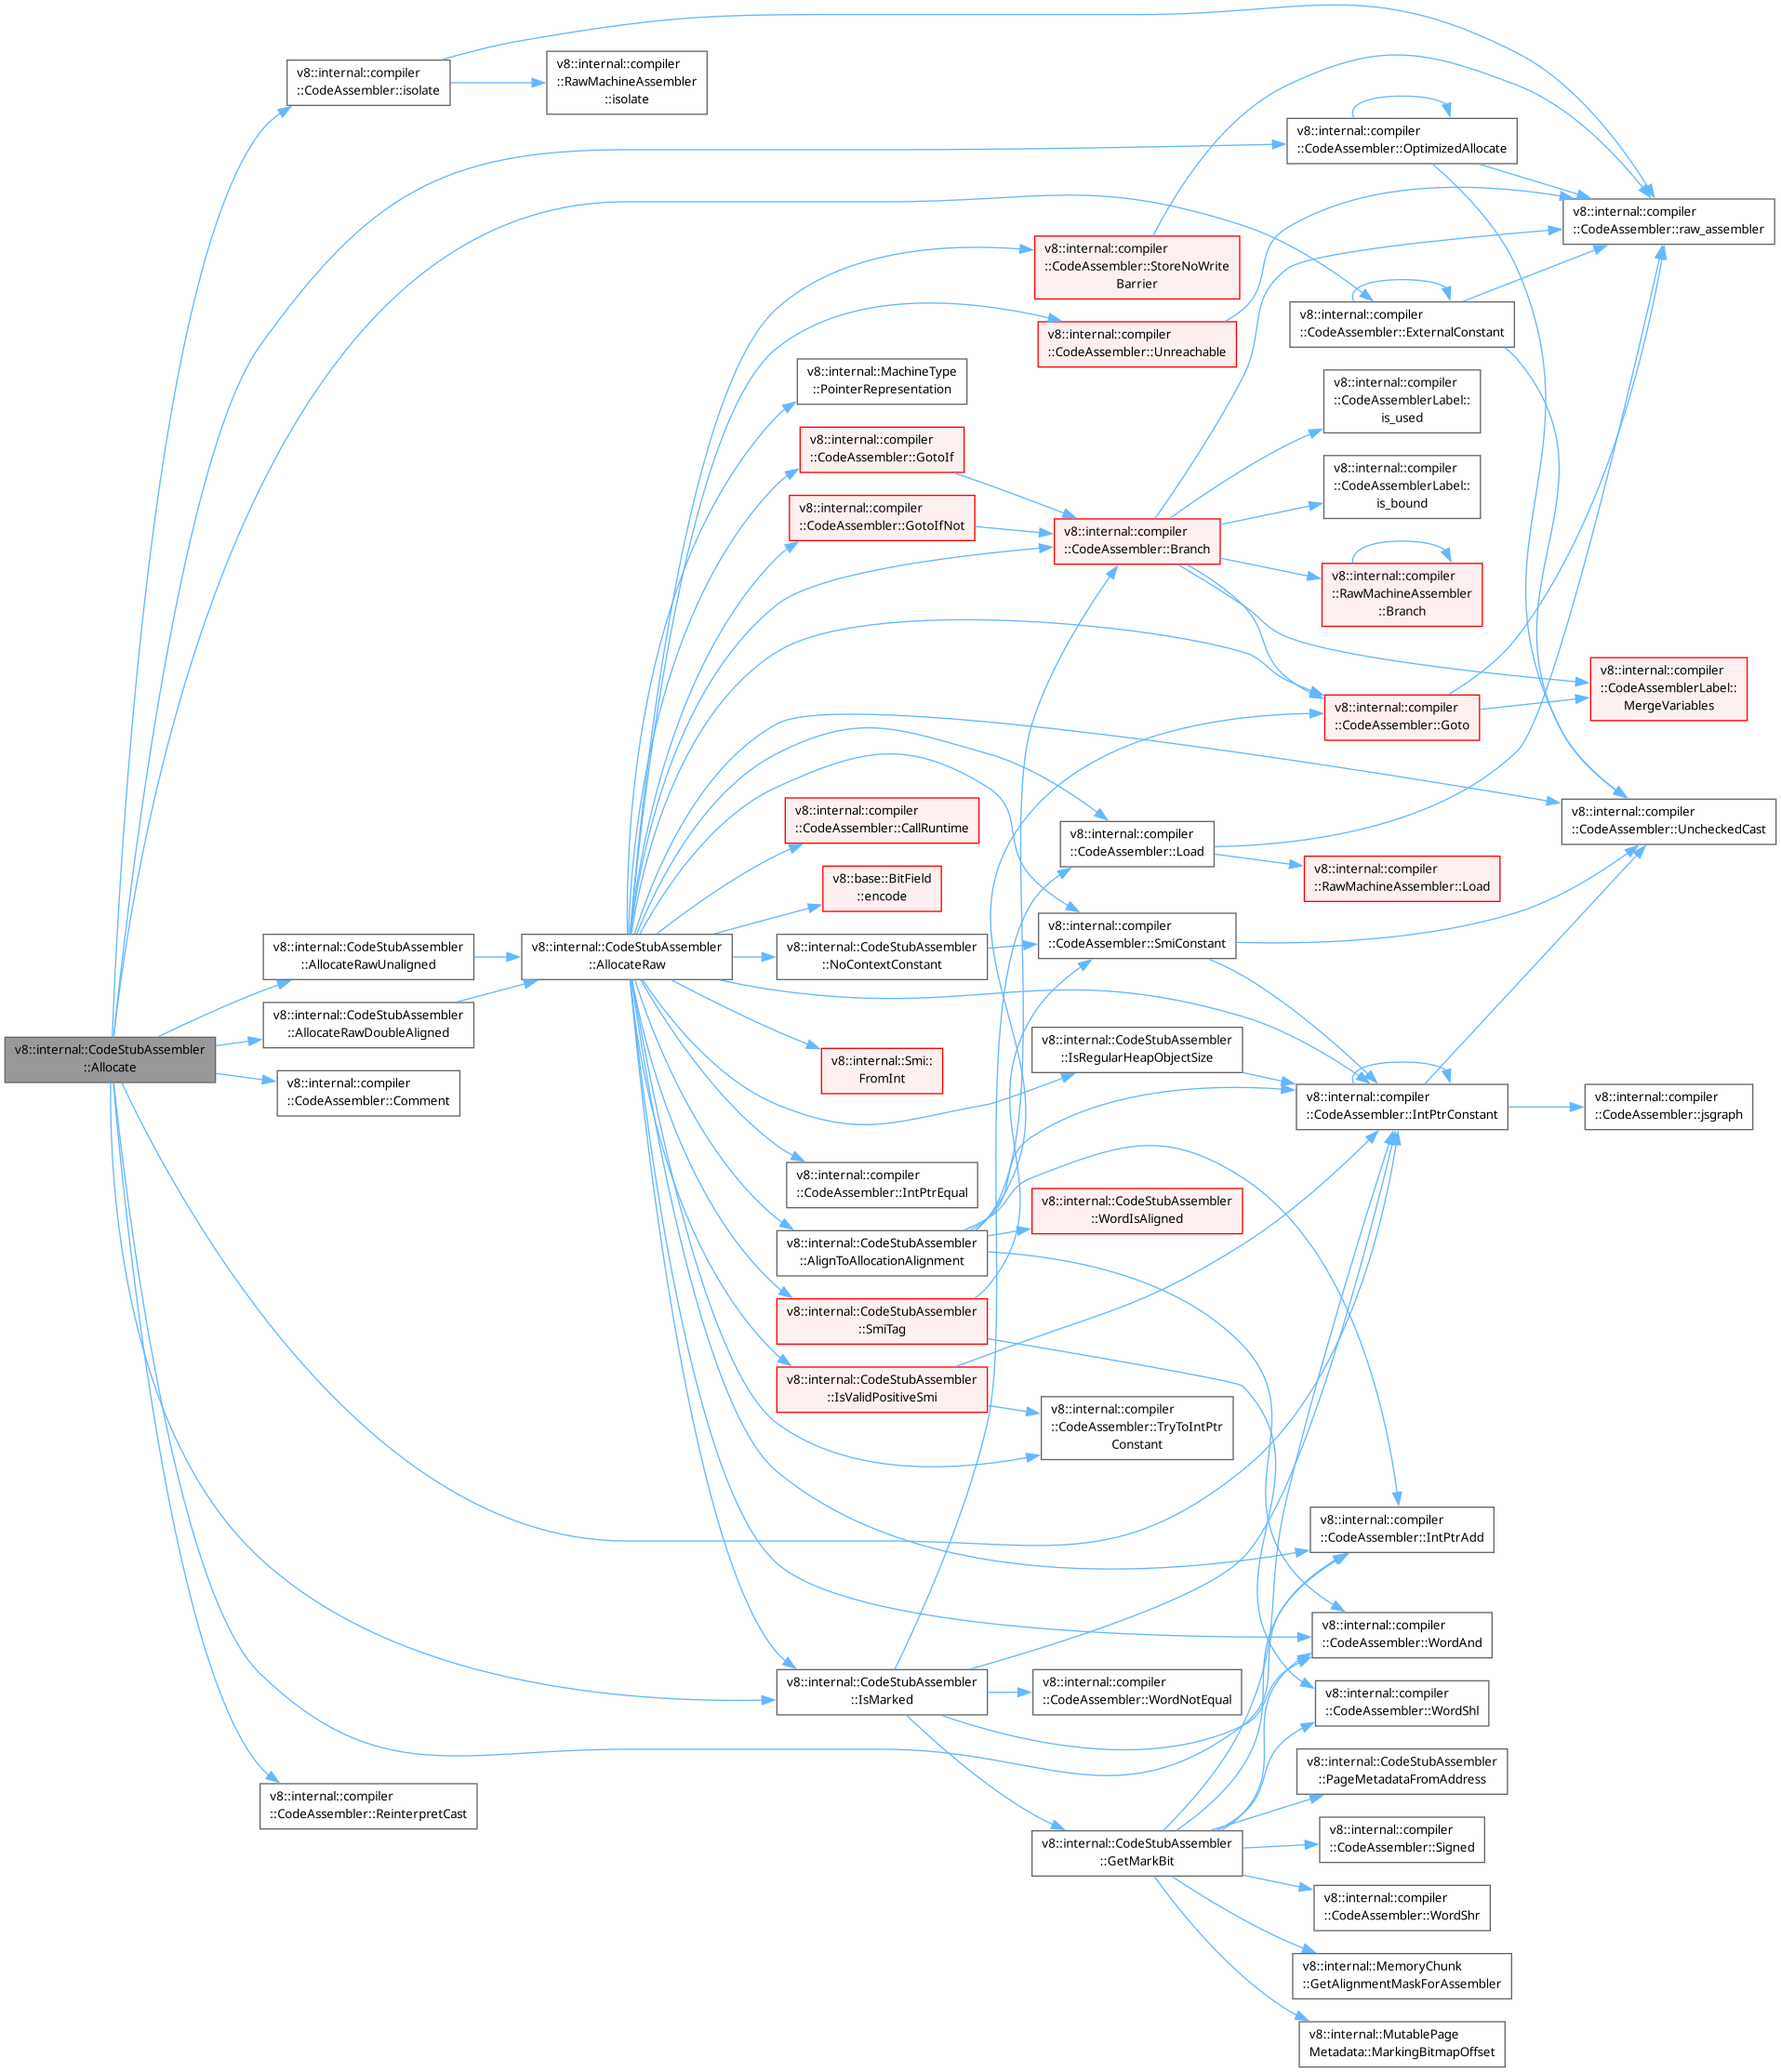 v8::internal::CodeStubAssembler
::Allocate
v8::internal::compiler
::CodeAssembler::isolate
v8::internal::compiler
::RawMachineAssembler
::isolate
v8::internal::CodeStubAssembler
::AllocateRawUnaligned
v8::internal::CodeStubAssembler
::AllocateRawDoubleAligned
v8::internal::compiler
::CodeAssembler::Comment
v8::internal::compiler
::CodeAssembler::ReinterpretCast
v8::internal::CodeStubAssembler
::AllocateRaw
v8::internal::MachineType
::PointerRepresentation
v8::internal::compiler
::CodeAssembler::GotoIf
v8::internal::compiler
::CodeAssembler::GotoIfNot
v8::internal::compiler
::CodeAssembler::CallRuntime
v8::base::BitField
::encode
v8::internal::CodeStubAssembler
::NoContextConstant
v8::internal::Smi::
FromInt
v8::internal::compiler
::CodeAssembler::IntPtrEqual
v8::internal::CodeStubAssembler
::AlignToAllocationAlignment
v8::internal::CodeStubAssembler
::SmiTag
v8::internal::CodeStubAssembler
::IsValidPositiveSmi
v8::internal::CodeStubAssembler
::IsMarked
v8::internal::compiler
::CodeAssembler::StoreNoWrite
Barrier
v8::internal::compiler
::CodeAssembler::Unreachable
v8::internal::compiler
::CodeAssembler::Branch
v8::internal::compiler
::CodeAssembler::Load
v8::internal::compiler
::CodeAssembler::SmiConstant
v8::internal::CodeStubAssembler
::IsRegularHeapObjectSize
v8::internal::CodeStubAssembler
::WordIsAligned
v8::internal::compiler
::CodeAssembler::TryToIntPtr
Constant
v8::internal::compiler
::CodeAssembler::WordNotEqual
v8::internal::CodeStubAssembler
::GetMarkBit
v8::internal::compiler
::CodeAssembler::OptimizedAllocate
v8::internal::compiler
::CodeAssembler::ExternalConstant
v8::internal::compiler
::CodeAssemblerLabel::
is_used
v8::internal::compiler
::CodeAssemblerLabel::
is_bound
v8::internal::compiler
::RawMachineAssembler
::Branch
v8::internal::compiler
::CodeAssembler::Goto
v8::internal::compiler
::RawMachineAssembler::Load
v8::internal::compiler
::CodeAssembler::IntPtrConstant
v8::internal::compiler
::CodeAssembler::IntPtrAdd
v8::internal::compiler
::CodeAssembler::WordAnd
v8::internal::compiler
::CodeAssembler::WordShl
v8::internal::CodeStubAssembler
::PageMetadataFromAddress
v8::internal::compiler
::CodeAssembler::Signed
v8::internal::compiler
::CodeAssembler::WordShr
v8::internal::MemoryChunk
::GetAlignmentMaskForAssembler
v8::internal::MutablePage
Metadata::MarkingBitmapOffset
v8::internal::compiler
::CodeAssembler::raw_assembler
v8::internal::compiler
::CodeAssemblerLabel::
MergeVariables
v8::internal::compiler
::CodeAssembler::UncheckedCast
v8::internal::compiler
::CodeAssembler::jsgraph